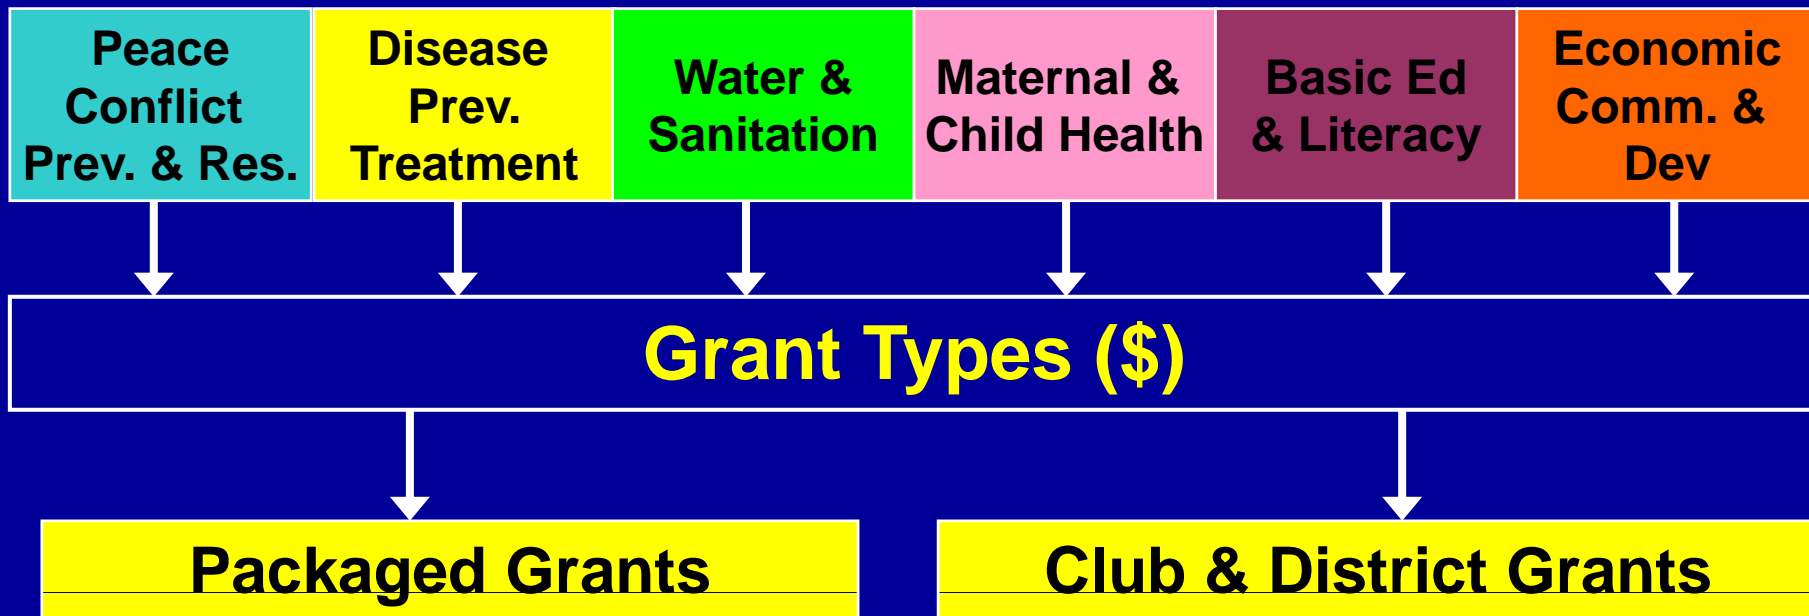 Peace
Conflict
Prev. & Res.
Disease
Prev.
Treatment
Water &
Sanitation
Maternal &
Child Health
Basic Ed
& Literacy
Economic
Comm. &
Dev
Grant Types ($)
Packaged Grants
Club & District Grants